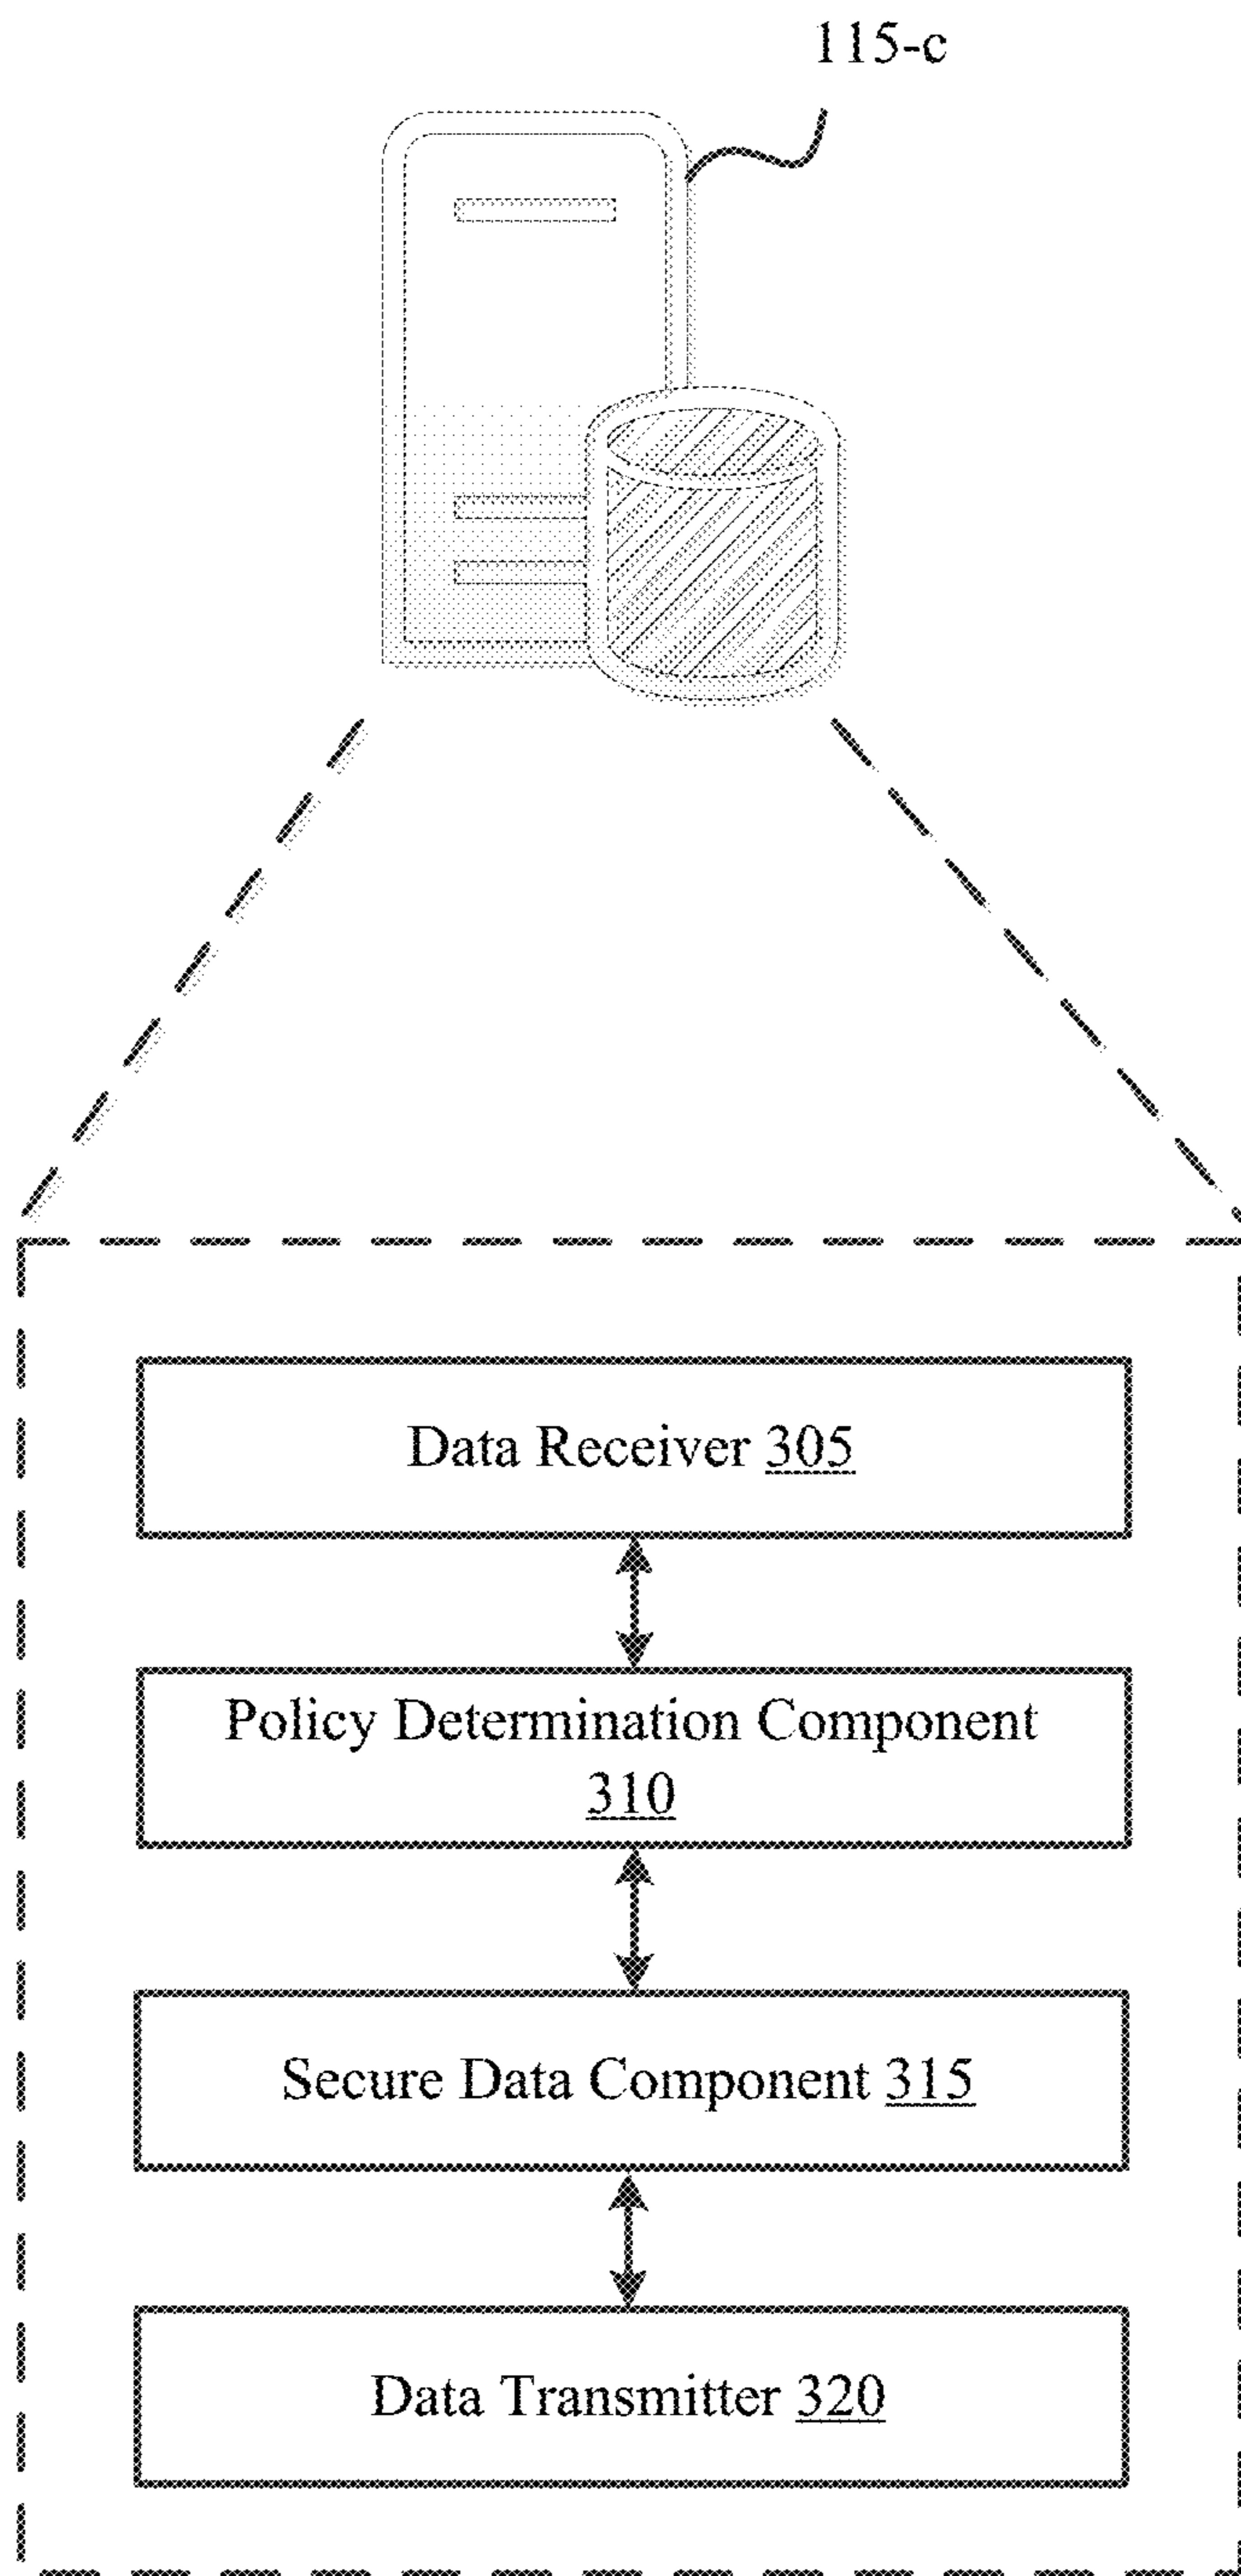 115-c
Data Receiver 305
Policy Determination Component
310
Secure Data Component 315
Data Transmitter 320